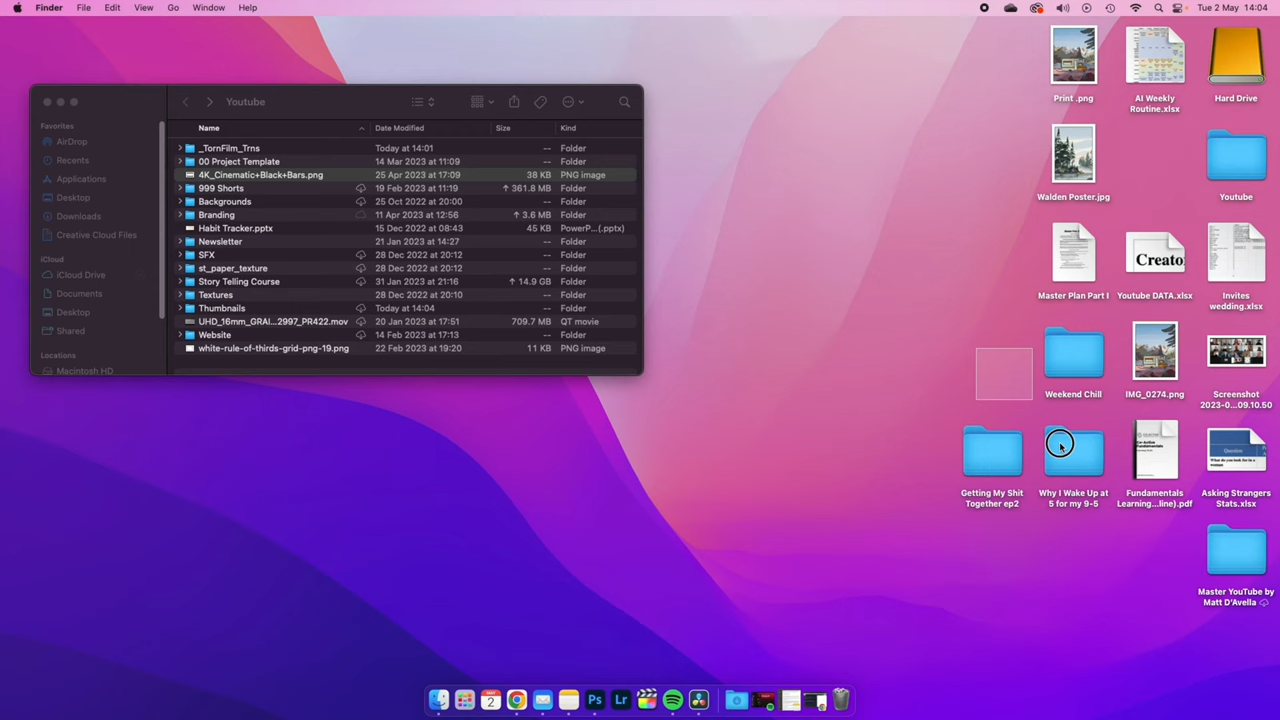 Finder File Edit View Go Window Help
Tue 2 May 14:04
Youtube
Favorites
AirDrop
Recents
Applications
Desktop
Downloads
Creative Cloud Files
iCloud
iCloud Drive
Documents
Desktop
Shared
Locations
Macintosh HD
Name Date Modified Size Kind
_TornFilm_Trns Today at 14:01 -- Folder
00 Project Template 14 Mar 2023 at 11:09 -- Folder
4K_Cinematic+Black+Bars.png 25 Apr 2023 at 17:09 38 KB PNG image
999 Shorts 19 Feb 2023 at 11:19 361.8 MB Folder
Backgrounds 25 Oct 2022 at 20:00 -- Folder
Branding 11 Apr 2023 at 12:56 3.6 MB Folder
Habit Tracker.pptx 15 Dec 2022 at 08:43 45 KB PowerP...(.pptx)
Newsletter 21 Jan 2023 at 14:27 -- Folder
SFX 28 Dec 2022 at 20:12 -- Folder
st_paper_texture 28 Dec 2022 at 20:12 -- Folder
Story Telling Course 31 Jan 2023 at 21:16 14.9 GB Folder
Textures 28 Dec 2022 at 20:10 -- Folder
Thumbnails Today at 14:04 -- Folder
UHD_16mm_GRAI...2997_PR422.mov 20 Jan 2023 at 17:51 709.7 MB QT movie
Website 14 Feb 2023 at 17:13 -- Folder
white-rule-of-thirds-grid-png-19.png 22 Feb 2023 at 19:20 11 KB PNG image
Print .png
AI Weekly
Routine.xlsx
Hard Drive
Walden Poster.jpg
Youtube
Creato
Master Plan Part I
Youtube DATA.xlsx
Invites
wedding.xlsx
Weekend Chill
IMG_0274.png
Screenshot
2023-0...09.10.50
Getting My Shit
Together ep2
Why I Wake Up at
5 for my 9-5
Fundamentals
Learning...line).pdf
Question
Asking Strangers
Stats.xlsx
Master YouTube by
Matt D'Avella
MAY
2
Ps
Lr